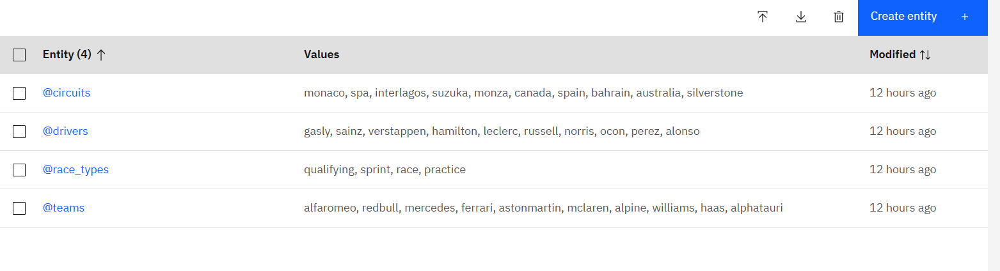 Create entity +
Entity (4) Values Modified
@circuits monaco, spa, interlagos, suzuka, monza, canada, spain, bahrain, australia, silverstone 12 hours ago
@drivers gasly, sainz, verstappen, hamilton, leclerc, russell, norris, ocon, perez, alonso 12 hours ago
@race_types qualifying, sprint, race, practice 12 hours ago
@teams alfaromeo, redbull, mercedes, ferrari, astonmartin, mclaren, alpine, williams, haas, alphatauri 12 hours ago